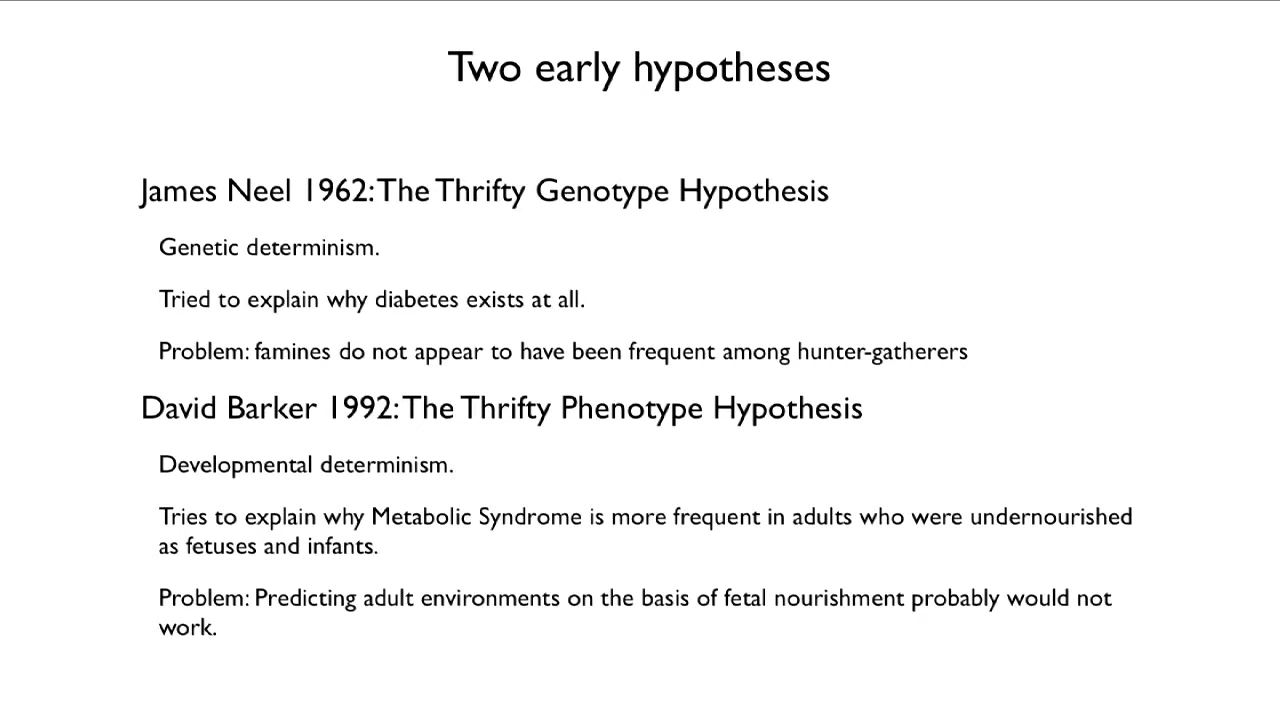 Two early hypotheses
James Neel 1962: The Thrifty Genotype Hypothesis
Genetic determinism.
Tried to explain why diabetes exists at all.
Problem: famines do not appear to have been frequent among hunter-gatherers
David Barker 1992: The Thrifty Phenotype Hypothesis
Developmental determinism.
Tries to explain why Metabolic Syndrome is more frequent in adults who were undernourished
as fetuses and infants.
Problem: Predicting adult environments on the basis of fetal nourishment probably would not
work.